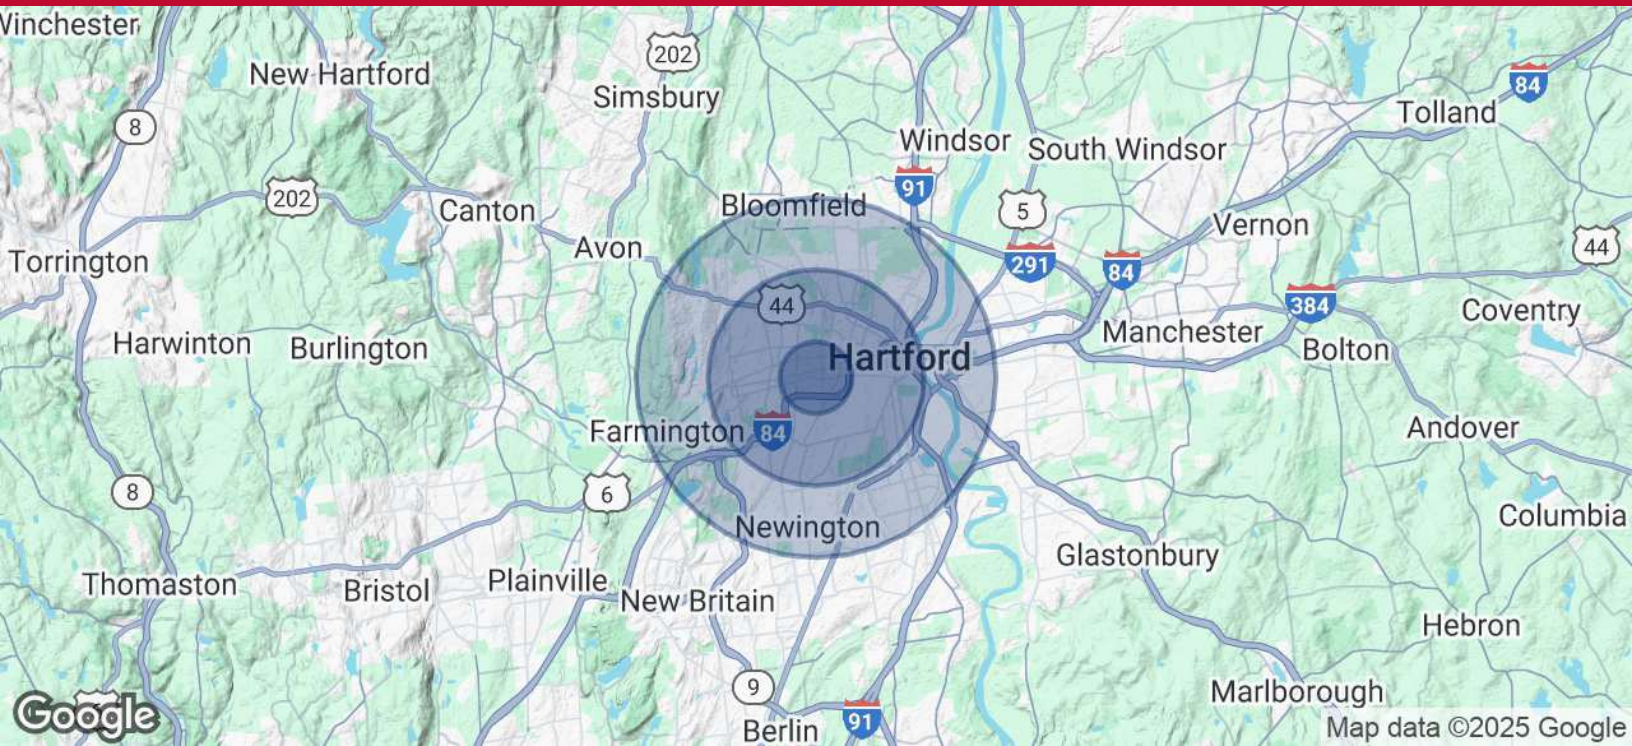 Winchester
202
New Hartford
Simsbury
84
Tolland
8
Windsor
South Windsor
91
202
Canton
Bloomfield
5
Vernon
Avon
44
Torrington
291
84
384
44
Coventry
Harwinton
Burlington
Hartford
Manchester
Bolton
Farmington
84
Andover
8
6
Newington
Columbia
Glastonbury
Thomaston
Bristol
Plainville
New Britain
Hebron
9
Marlborough
Google
Berlin
91
Map data ©2025 Google